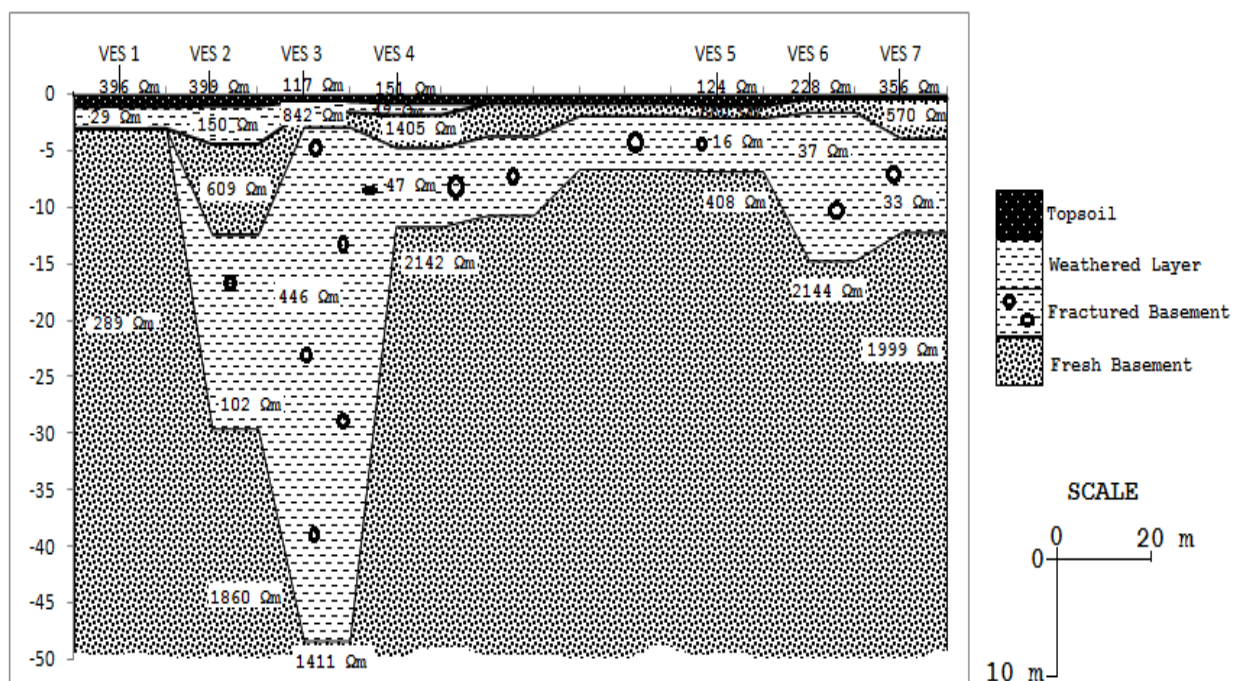 VES 1 VES 2 VES 3 VES 4 VES 5 VES 6 VES 7
396 Ωm 399 Ωm 117 Ωm 151 Ωm 124 Ωm 228 Ωm 356 Ωm
0
29 Ωm 150 Ωm 842 Ωm 1405 Ωm 570 Ωm
-5
16 Ωm 37 Ωm
609 Ωm 47 Ωm 408 Ωm 33 Ωm
-10
-15
2142 Ωm 2144 Ωm
446 Ωm
-20
289 Ωm 1999 Ωm
-25
102 Ωm
-30
-35
-40
1860 Ωm
-45
-50
1411 Ωm
Topsoil
Weathered Layer
Fractured Basement
Fresh Basement
SCALE
0 20 m
0
10 m